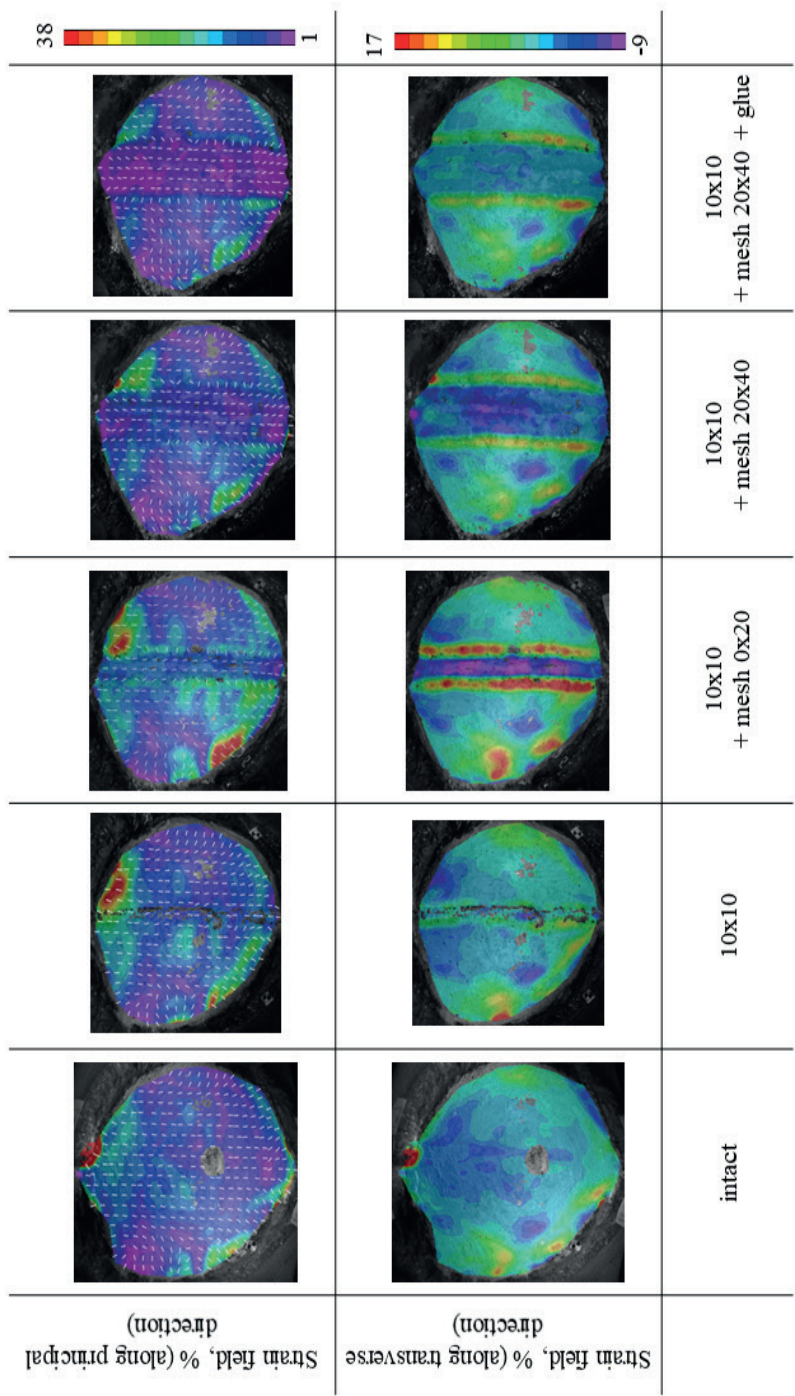 38
1
17
-9
10x10
+ mesh 20x40 + glue
10x10
+ mesh 20x40
10x10
+ mesh 0x20
10x10
intact
Strain field, % (along principal
direction)
Strain field, % (along transverse
direction)